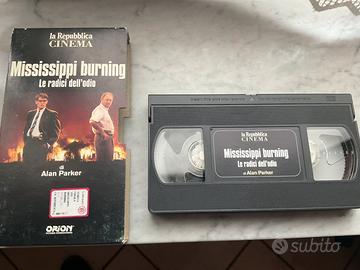 la Repubblica
CINEMA
Mississippi burning
Le radici dell'odio
di
Alan Parker
ORION
la Repubblica
CINEMA
Mississippi burning
Le radici dell'odio
di Alan Parker
subito